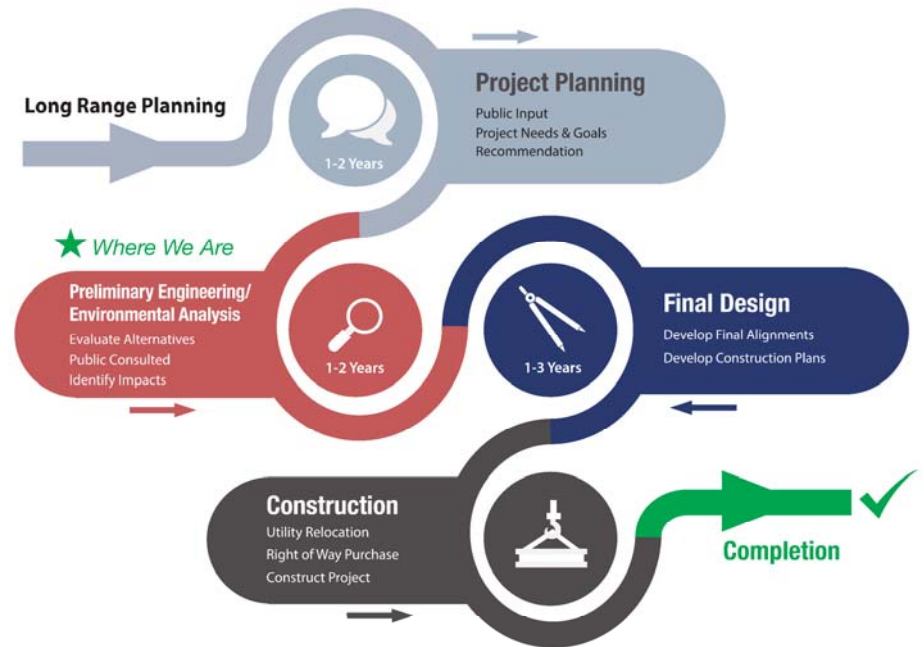 Long Range Planning
1-2 Years
Project Planning
Public Input
Project Needs & Goals
Recommendation
Where We Are
Preliminary Engineering/
Environmental Analysis
Evaluate Alternatives
Public Consulted
Identify Impacts
1-2 Years
1-3 Years
Final Design
Develop Final Alignments
Develop Construction Plans
Construction
Utility Relocation
Right of Way Purchase
Construct Project
Completion